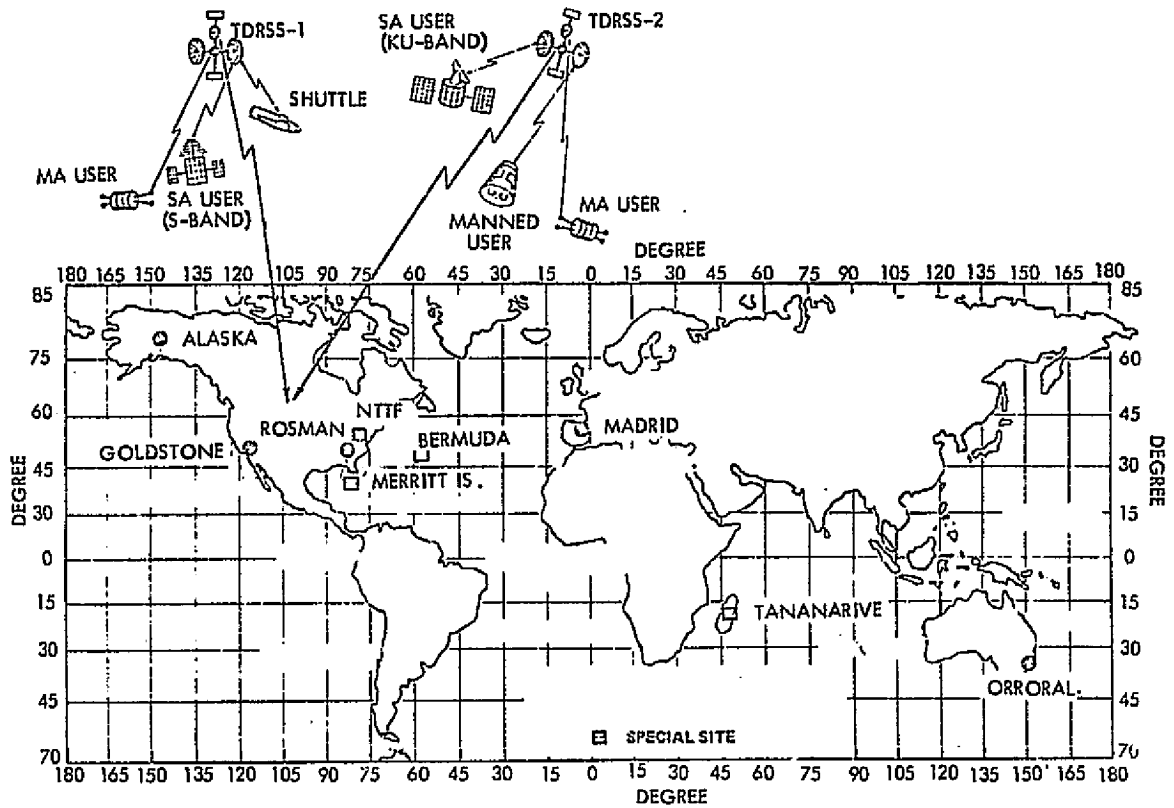 TDRSS-1
SA USER
(KU-BAND)
TDRSS-2
SHUTTLE
MA USER
SA USER
(S-BAND)
MANNED
USER
MA USER
DEGREE
180 165 150 135 120 105 90 75 60 45 30 15 0 15 30 45 60 75 90 105 120 135 150 165 180
85
75
60
45
30
0
15
30
45
70
DEGREE
ALASKA
NTTF
ROSMAN
GOLDSTONE
BERMUDA
MERRITT IS.
MADRID
TANANARIVE
ORRORAL.
SPECIAL SITE
85
60
45
30
15
0
15
30
45
70
DEGREE
180 165 150 135 120 105 90 75 60 45 30 15 0 15 30 45 60 75 90 105 120 135 150 165 180
DEGREE